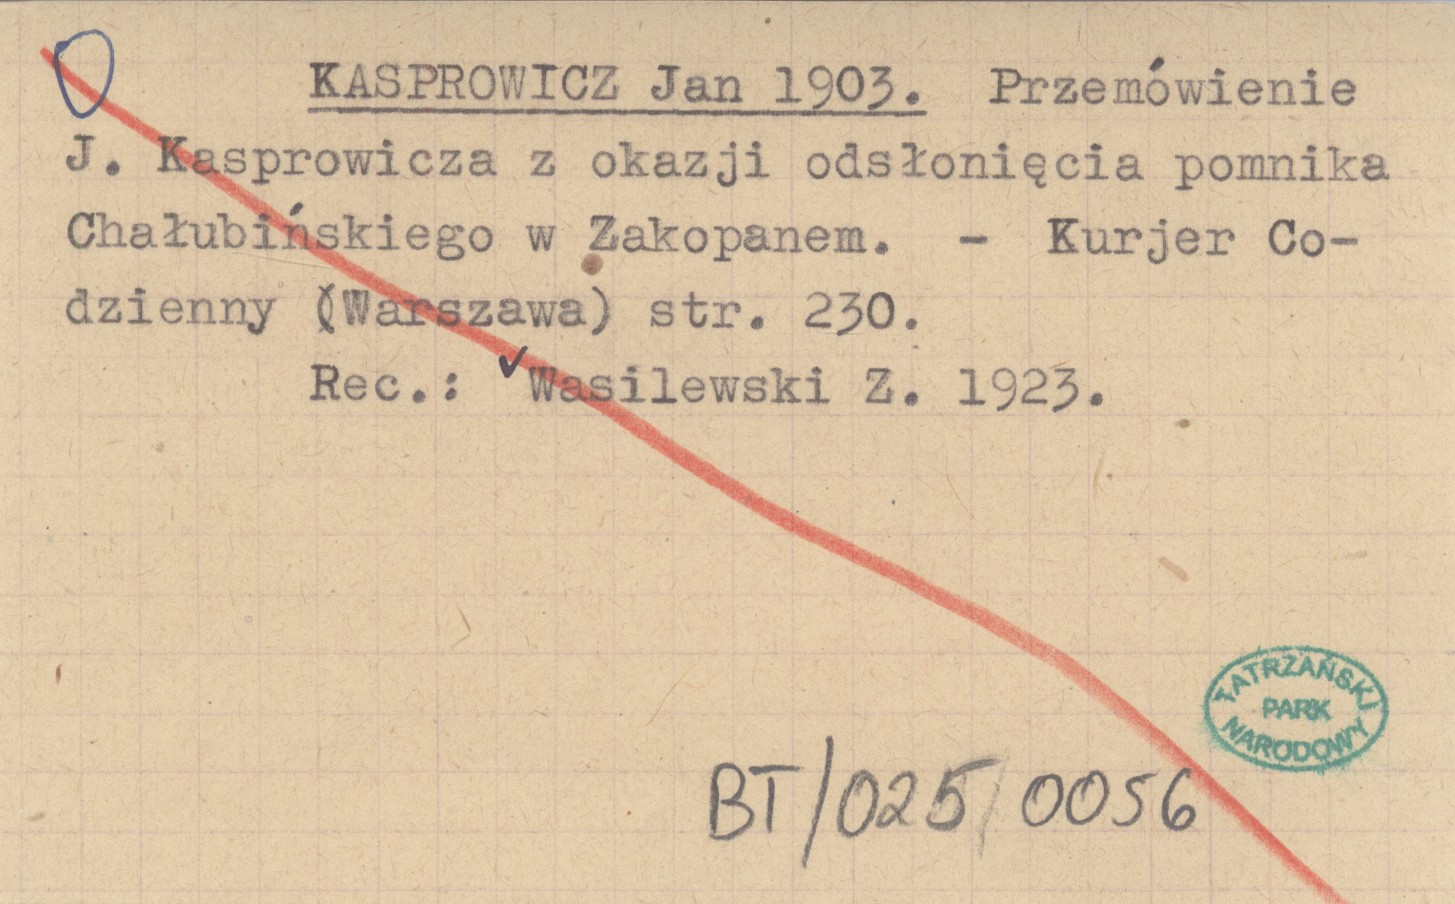 KASPROWICZ Jan 1903. Przemówienie
J. Kasprowicza z okazji odsłonięcia pomnika
Chałubińskiego w Zakopanem. - Kurjer Co-
dzienny (Warszawa) str. 230.
Rec.: ✓Wasilewski Z. 1923.
TATRZAŃSKI
PARK
NARODOWY
BT/025/0056